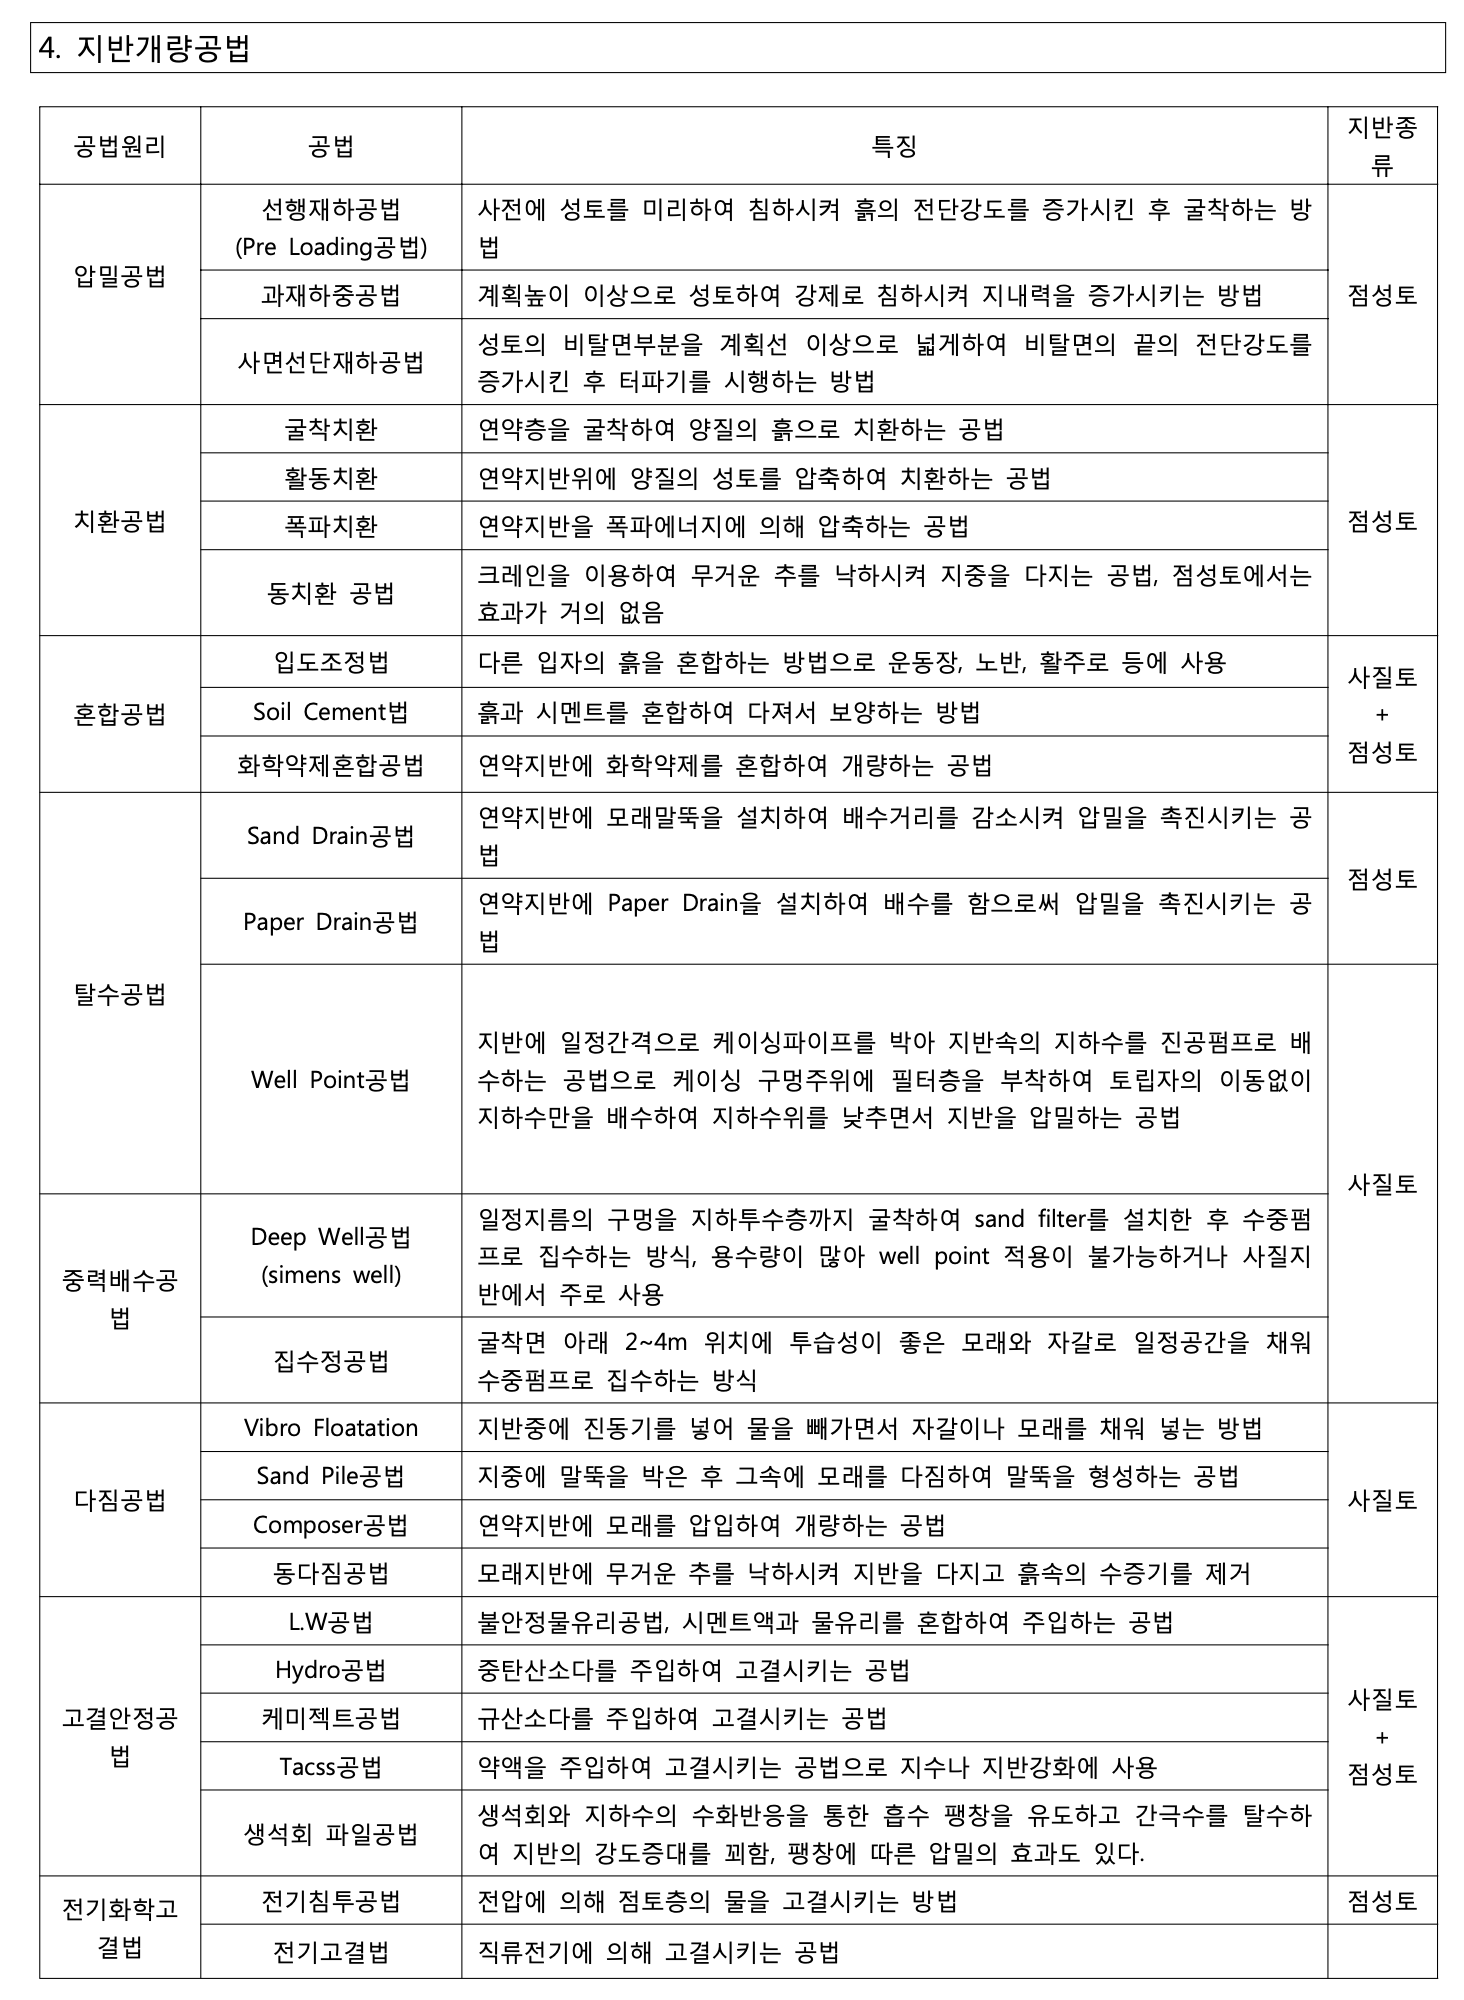 4. 지반개량공법
공법원리 공법 특징 지반종
류
압밀공법
선행재하공법
(Pre Loading공법)
사전에 성토를 미리하여 침하시켜 흙의 전단강도를 증가시킨 후 굴착하는 방
법
점성토
과재하중공법
계획높이 이상으로 성토하여 강제로 침하시켜 지내력을 증가시키는 방법
사면선단재하공법
성토의 비탈면부분을 계획선 이상으로 넓게하여 비탈면의 끝의 전단강도를
증가시킨 후 터파기를 시행하는 방법
치환공법
굴착치환
연약층을 굴착하여 양질의 흙으로 치환하는 공법
점성토
활동치환
연약지반위에 양질의 성토를 압축하여 치환하는 공법
폭파치환
연약지반을 폭파에너지에 의해 압축하는 공법
동치환 공법
크레인을 이용하여 무거운 추를 낙하시켜 지중을 다지는 공법, 점성토에서는
효과가 거의 없음
혼합공법
입도조정법
다른 입자의 흙을 혼합하는 방법으로 운동장, 노반, 활주로 등에 사용
사질토
+
점성토
Soil Cement법
흙과 시멘트를 혼합하여 다져서 보양하는 방법
화학약제혼합공법
연약지반에 화학약제를 혼합하여 개량하는 공법
탈수공법
Sand Drain공법
연약지반에 모래말뚝을 설치하여 배수거리를 감소시켜 압밀을 촉진시키는 공
법
점성토
Paper Drain공법
연약지반에 Paper Drain을 설치하여 배수를 함으로써 압밀을 촉진시키는 공
법
Well Point공법
지반에 일정간격으로 케이싱파이프를 박아 지반속의 지하수를 진공펌프로 배
수하는 공법으로 케이싱 구멍주위에 필터층을 부착하여 토립자의 이동없이
지하수만을 배수하여 지하수위를 낮추면서 지반을 압밀하는 공법
사질토
중력배수공
법
Deep Well공법
(simens well)
일정지름의 구멍을 지하투수층까지 굴착하여 sand filter를 설치한 후 수중펌
프로 집수하는 방식, 용수량이 많아 well point 적용이 불가능하거나 사질지
반에서 주로 사용
집수정공법
굴착면 아래 2~4m 위치에 투습성이 좋은 모래와 자갈로 일정공간을 채워
수중펌프로 집수하는 방식
다짐공법
Vibro Floatation
지반중에 진동기를 넣어 물을 빼가면서 자갈이나 모래를 채워 넣는 방법
사질토
Sand Pile공법
지중에 말뚝을 박은 후 그속에 모래를 다짐하여 말뚝을 형성하는 공법
Composer공법
연약지반에 모래를 압입하여 개량하는 공법
동다짐공법
모래지반에 무거운 추를 낙하시켜 지반을 다지고 흙속의 수증기를 제거
고결안정공
법
L.W공법
불안정물유리공법, 시멘트액과 물유리를 혼합하여 주입하는 공법
사질토
+
점성토
Hydro공법
중탄산소다를 주입하여 고결시키는 공법
케미젝트공법
규산소다를 주입하여 고결시키는 공법
Tacss공법
약액을 주입하여 고결시키는 공법으로 지수나 지반강화에 사용
생석회 파일공법
생석회와 지하수의 수화반응을 통한 흡수 팽창을 유도하고 간극수를 탈수하
여 지반의 강도증대를 꾀함, 팽창에 따른 압밀의 효과도 있다.
전기화학고
결법
전기침투공법
전압에 의해 점토층의 물을 고결시키는 방법
점성토
전기고결법
직류전기에 의해 고결시키는 공법